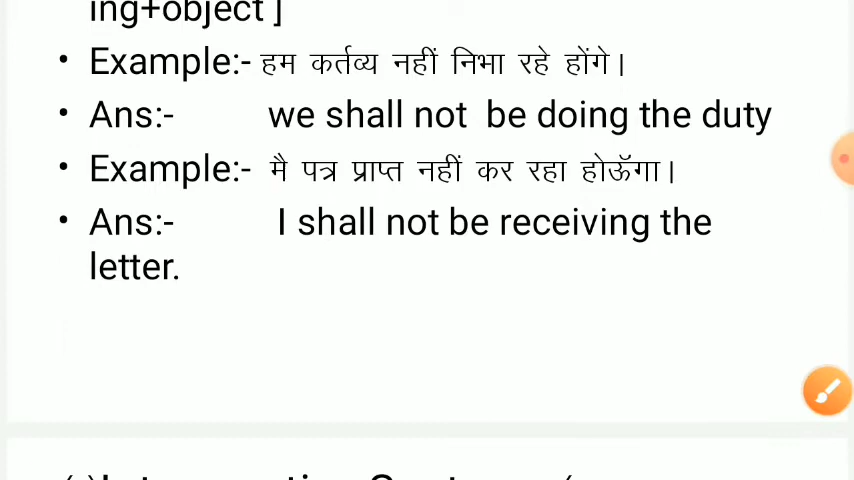 ing+object ]
• Example:- हम कर्तव्य नहीं निभा रहे होंगे।
• Ans:- we shall not be doing the duty
• Example:- मै पत्र प्राप्त नहीं कर रहा होऊॅगा।
• Ans:- I shall not be receiving the
letter.